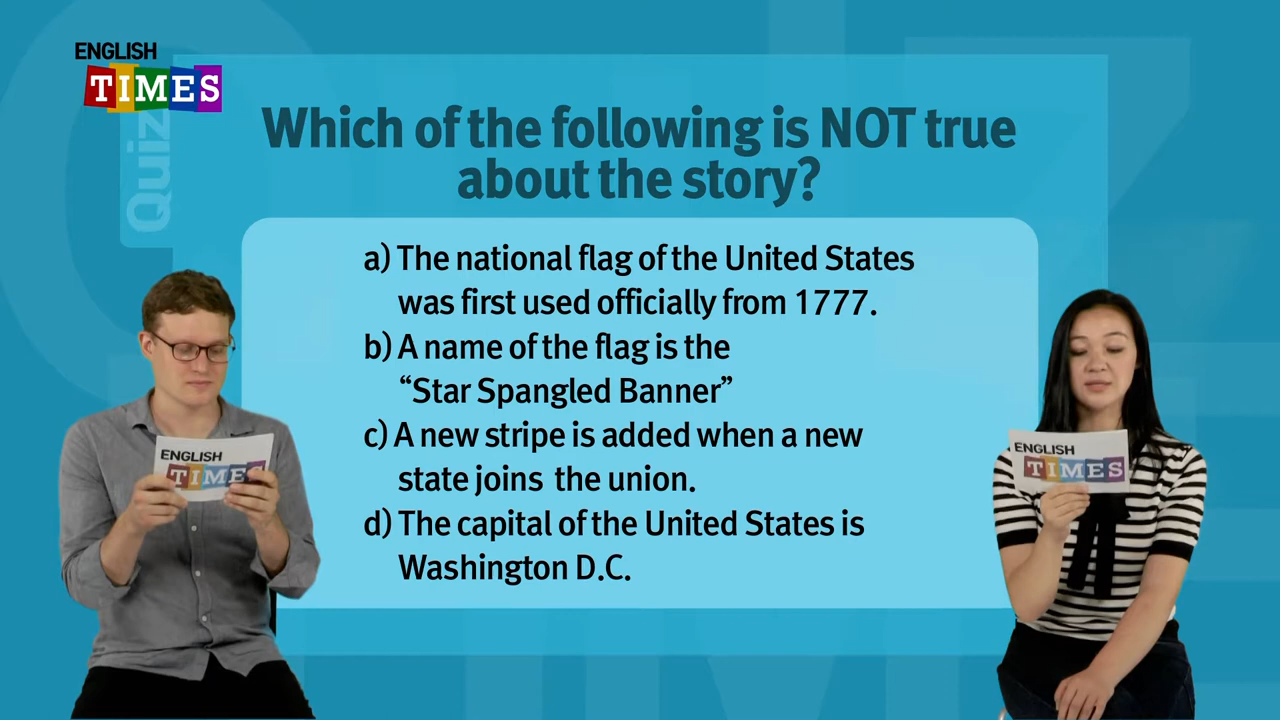 ENGLISH
TIMES
Quiz
Which of the following is NOT true
about the story?
a) The national flag of the United States
was first used officially from 1777.
b) A name of the flag is the
“Star Spangled Banner”
c) A new stripe is added when a new
state joins the union.
d) The capital of the United States is
Washington D.C.
ENGLISH
TIMES
ENGLISH
TIMES